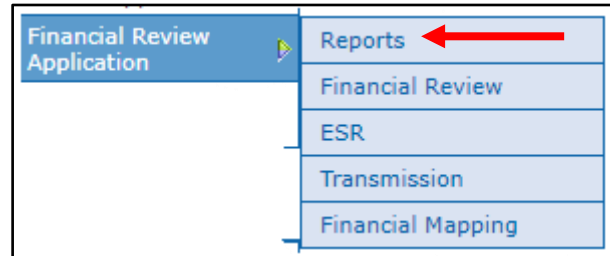 Financial Review
Application
Reports
Financial Review
ESR
Transmission
Financial Mapping